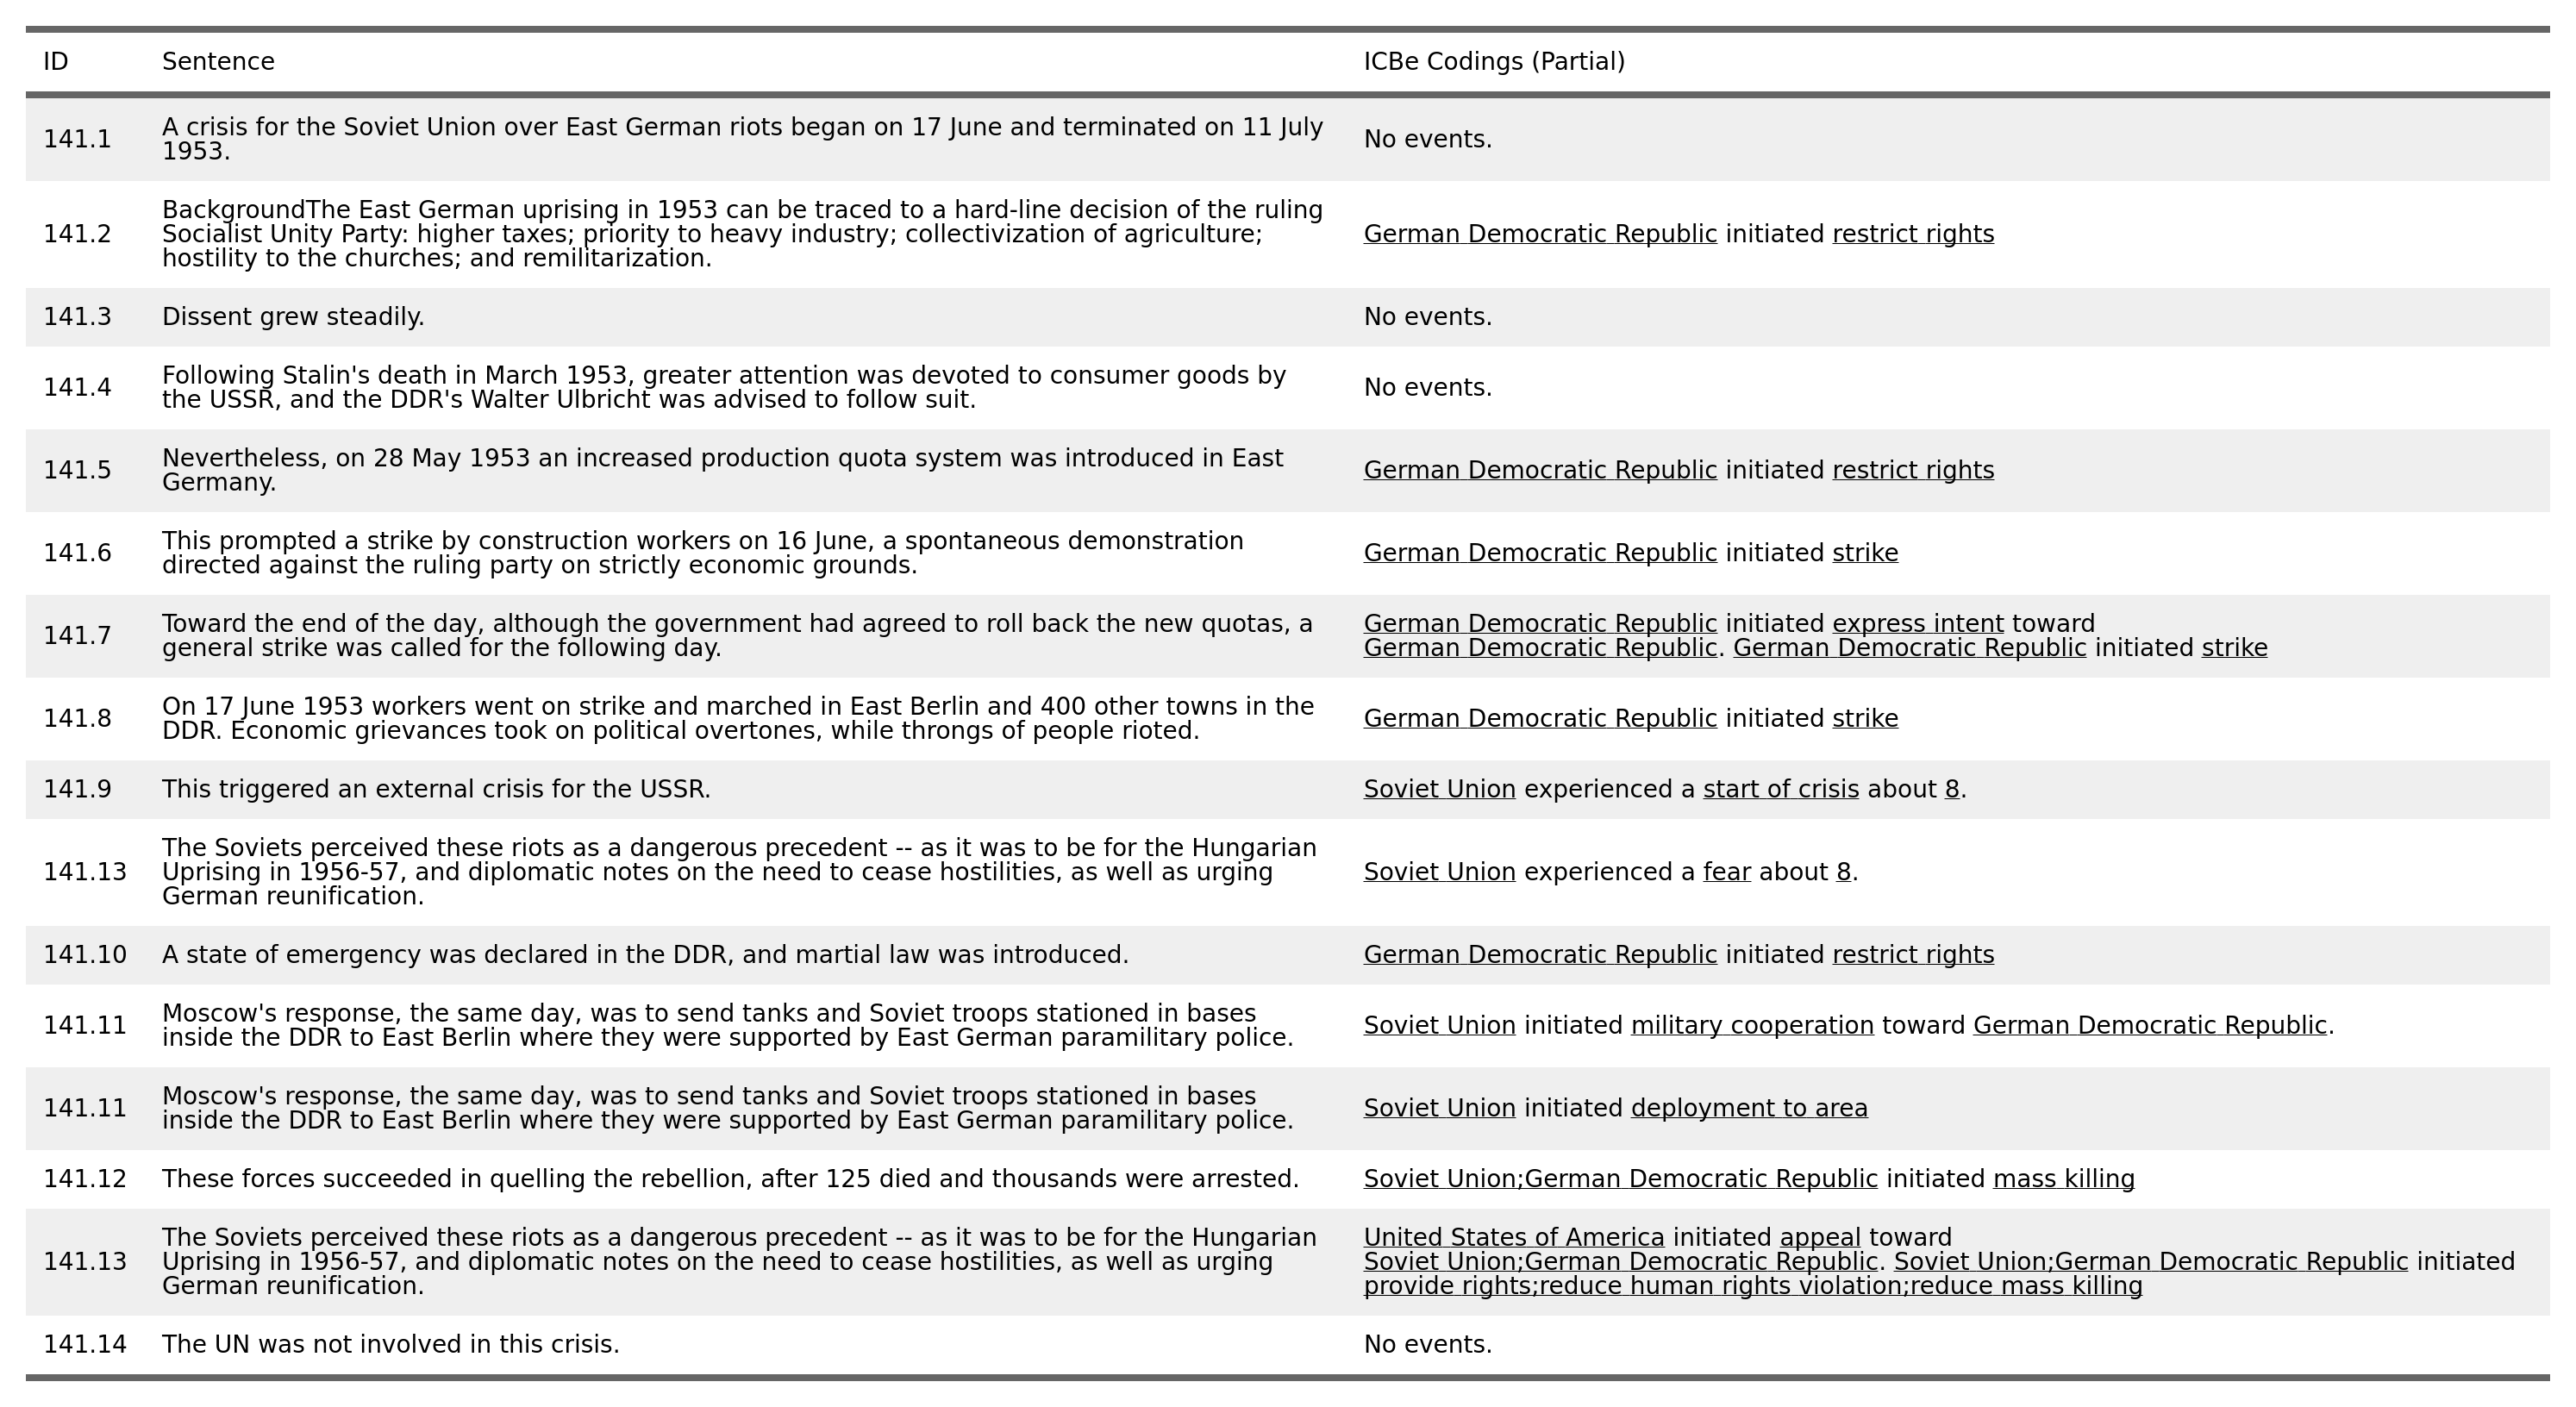 ID Sentence ICBe Codings (Partial)
141.1 A crisis for the Soviet Union over East German riots began on 17 June and terminated on 11 July
1953. No events.
141.2 BackgroundThe East German uprising in 1953 can be traced to a hard-line decision of the ruling
Socialist Unity Party: higher taxes; priority to heavy industry; collectivization of agriculture;
hostility to the churches; and remilitarization. German Democratic Republic initiated restrict rights
141.3 Dissent grew steadily. No events.
141.4 Following Stalin's death in March 1953, greater attention was devoted to consumer goods by
the USSR, and the DDR's Walter Ulbricht was advised to follow suit. No events.
141.5 Nevertheless, on 28 May 1953 an increased production quota system was introduced in East
Germany. German Democratic Republic initiated restrict rights
141.6 This prompted a strike by construction workers on 16 June, a spontaneous demonstration
directed against the ruling party on strictly economic grounds. German Democratic Republic initiated strike
141.7 Toward the end of the day, although the government had agreed to roll back the new quotas, a
general strike was called for the following day.
German Democratic Republic initiated express intent toward
German Democratic Republic. German Democratic Republic initiated strike
141.8 On 17 June 1953 workers went on strike and marched in East Berlin and 400 other towns in the
DDR. Economic grievances took on political overtones, while throngs of people rioted. German Democratic Republic initiated strike
141.9 This triggered an external crisis for the USSR. Soviet Union experienced a start of crisis about 8.
141.13 The Soviets perceived these riots as a dangerous precedent -- as it was to be for the Hungarian
Uprising in 1956-57, and diplomatic notes on the need to cease hostilities, as well as urging
German reunification. Soviet Union experienced a fear about 8.
141.10 A state of emergency was declared in the DDR, and martial law was introduced. German Democratic Republic initiated restrict rights
141.11 Moscow's response, the same day, was to send tanks and Soviet troops stationed in bases
inside the DDR to East Berlin where they were supported by East German paramilitary police. Soviet Union initiated military cooperation toward German Democratic Republic.
141.11 Moscow's response, the same day, was to send tanks and Soviet troops stationed in bases
inside the DDR to East Berlin where they were supported by East German paramilitary police. Soviet Union initiated deployment to area
141.12 These forces succeeded in quelling the rebellion, after 125 died and thousands were arrested. Soviet Union;German Democratic Republic initiated mass killing
141.13 The Soviets perceived these riots as a dangerous precedent -- as it was to be for the Hungarian
Uprising in 1956-57, and diplomatic notes on the need to cease hostilities, as well as urging
German reunification.
United States of America initiated appeal toward
Soviet Union;German Democratic Republic. Soviet Union;German Democratic Republic initiated
provide rights;reduce human rights violation;reduce mass killing
141.14 The UN was not involved in this crisis. No events.